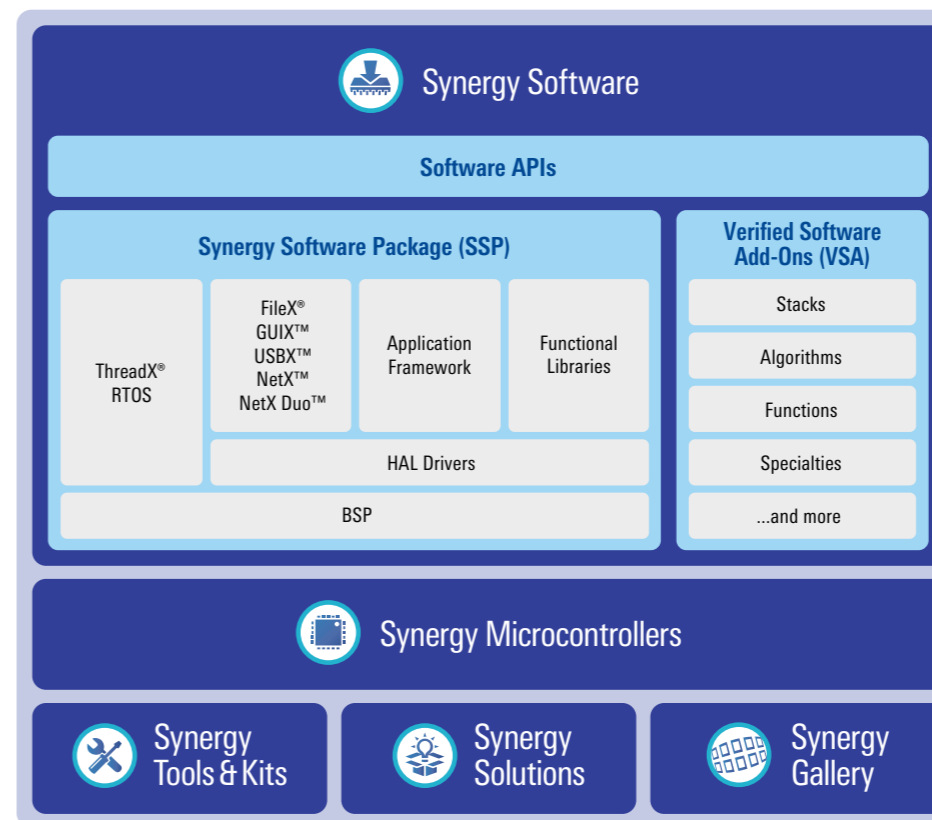 Synergy Software
Software APIs
Synergy Software Package (SSP)
ThreadX®
RTOS
FileX®
GUIX™
USBX™
NetX™
NetX Duo™
Application
Framework
Functional
Libraries
HAL Drivers
BSP
Verified Software
Add-Ons (VSA)
Stacks
Algorithms
Functions
Specialties
...and more
Synergy Microcontrollers
Synergy
Tools & Kits
Synergy
Solutions
Synergy
Gallery